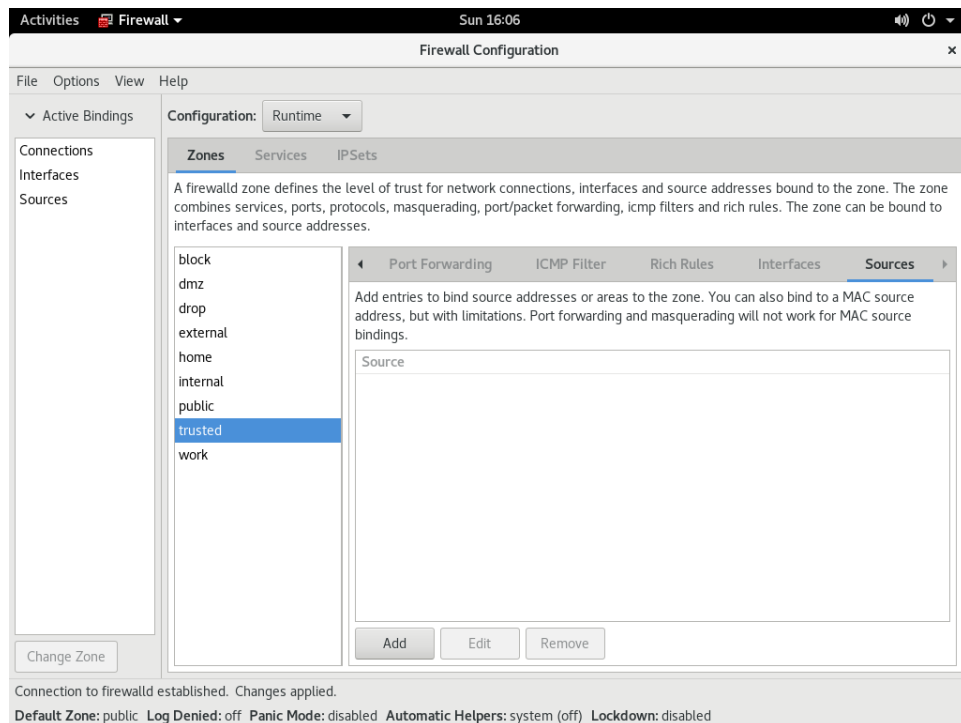 Activities Firewall Sun 16:06
Firewall Configuration
File Options View Help
Active Bindings
Configuration: Runtime
Connections
Interfaces
Sources
Zones Services IPSets
A firewalld zone defines the level of trust for network connections, interfaces and source addresses bound to the zone. The zone
combines services, ports, protocols, masquerading, port/packet forwarding, icmp filters and rich rules. The zone can be bound to
interfaces and source addresses.
block
dmz
drop
external
home
internal
public
trusted
work
Port Forwarding ICMP Filter Rich Rules Interfaces Sources
Add entries to bind source addresses or areas to the zone. You can also bind to a MAC source
address, but with limitations. Port forwarding and masquerading will not work for MAC source
bindings.
Source
Add Edit Remove
Change Zone
Connection to firewalld established. Changes applied.
Default Zone: public Log Denied: off Panic Mode: disabled Automatic Helpers: system (off) Lockdown: disabled